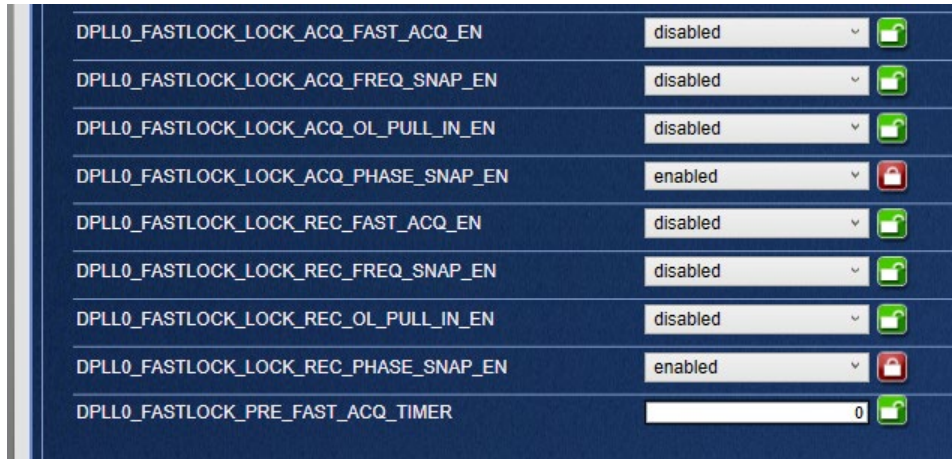 DPLL0_FASTLOCK_LOCK_ACQ_FAST_ACQ_EN disabled
DPLL0_FASTLOCK_LOCK_ACQ_FREQ_SNAP_EN disabled
DPLL0_FASTLOCK_LOCK_ACQ_OL_PULL_IN_EN disabled
DPLL0_FASTLOCK_LOCK_ACQ_PHASE_SNAP_EN enabled
DPLL0_FASTLOCK_LOCK_REC_FAST_ACQ_EN disabled
DPLL0_FASTLOCK_LOCK_REC_FREQ_SNAP_EN disabled
DPLL0_FASTLOCK_LOCK_REC_OL_PULL_IN_EN disabled
DPLL0_FASTLOCK_LOCK_REC_PHASE_SNAP_EN enabled
DPLL0_FASTLOCK_PRE_FAST_ACQ_TIMER 0